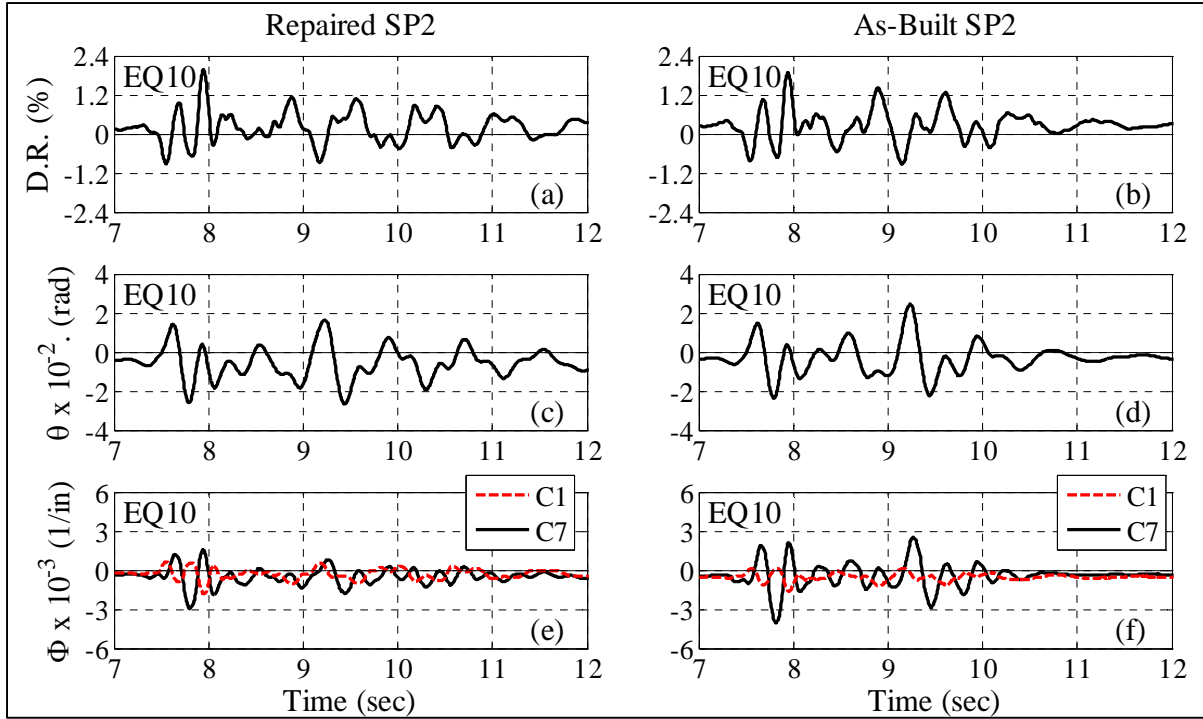 Repaired SP2 As-Built SP2
D.R. (%)
2.4
1.2
0
-1.2
-2.4
EQ10
(a)
7 8 9 10 11 12
2.4
1.2
0
-1.2
-2.4
EQ10
(b)
7 8 9 10 11 12
θ x 10-2. (rad)
4
2
0
-2
-4
EQ10
(c)
7 8 9 10 11 12
4
2
0
-2
-4
EQ10
(d)
7 8 9 10 11 12
Φ x 10-3 (1/in)
6
3
0
-3
-6
EQ10
C1
C7
(e)
7 8 9 10 11 12
Time (sec)
6
3
0
-3
-6
EQ10
C1
C7
(f)
7 8 9 10 11 12
Time (sec)